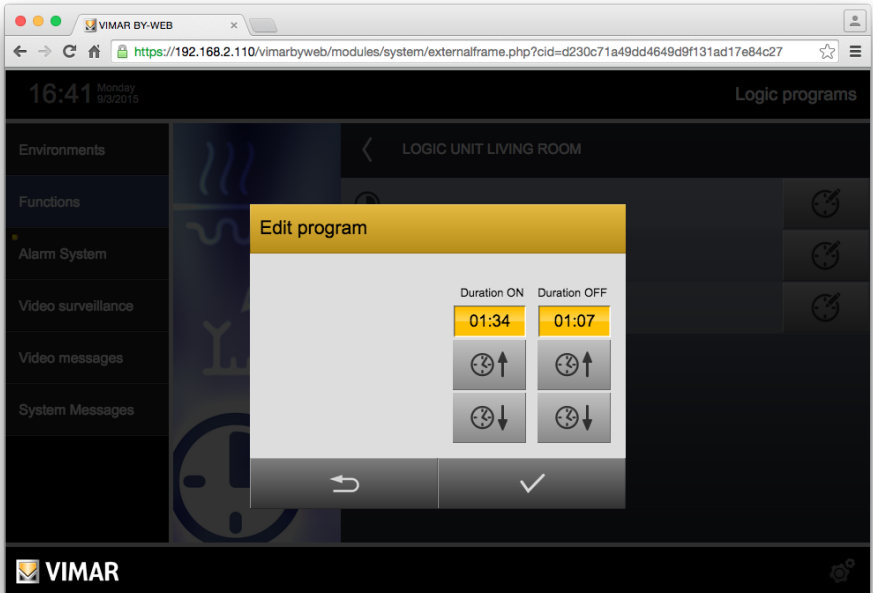 VIMAR BY-WEB
https://192.168.2.110/vimarbyweb/modules/system/externalframe.php?cid=d230c71a49dd4649d9f131ad17e84c27
16:41 Monday
9/3/2015
Logic programs
Environments
Functions
Alarm System
Video surveillance
Video messages
System Messages
LOGIC UNIT LIVING ROOM
Edit program
Duration ON Duration OFF
01:34 01:07
VIMAR